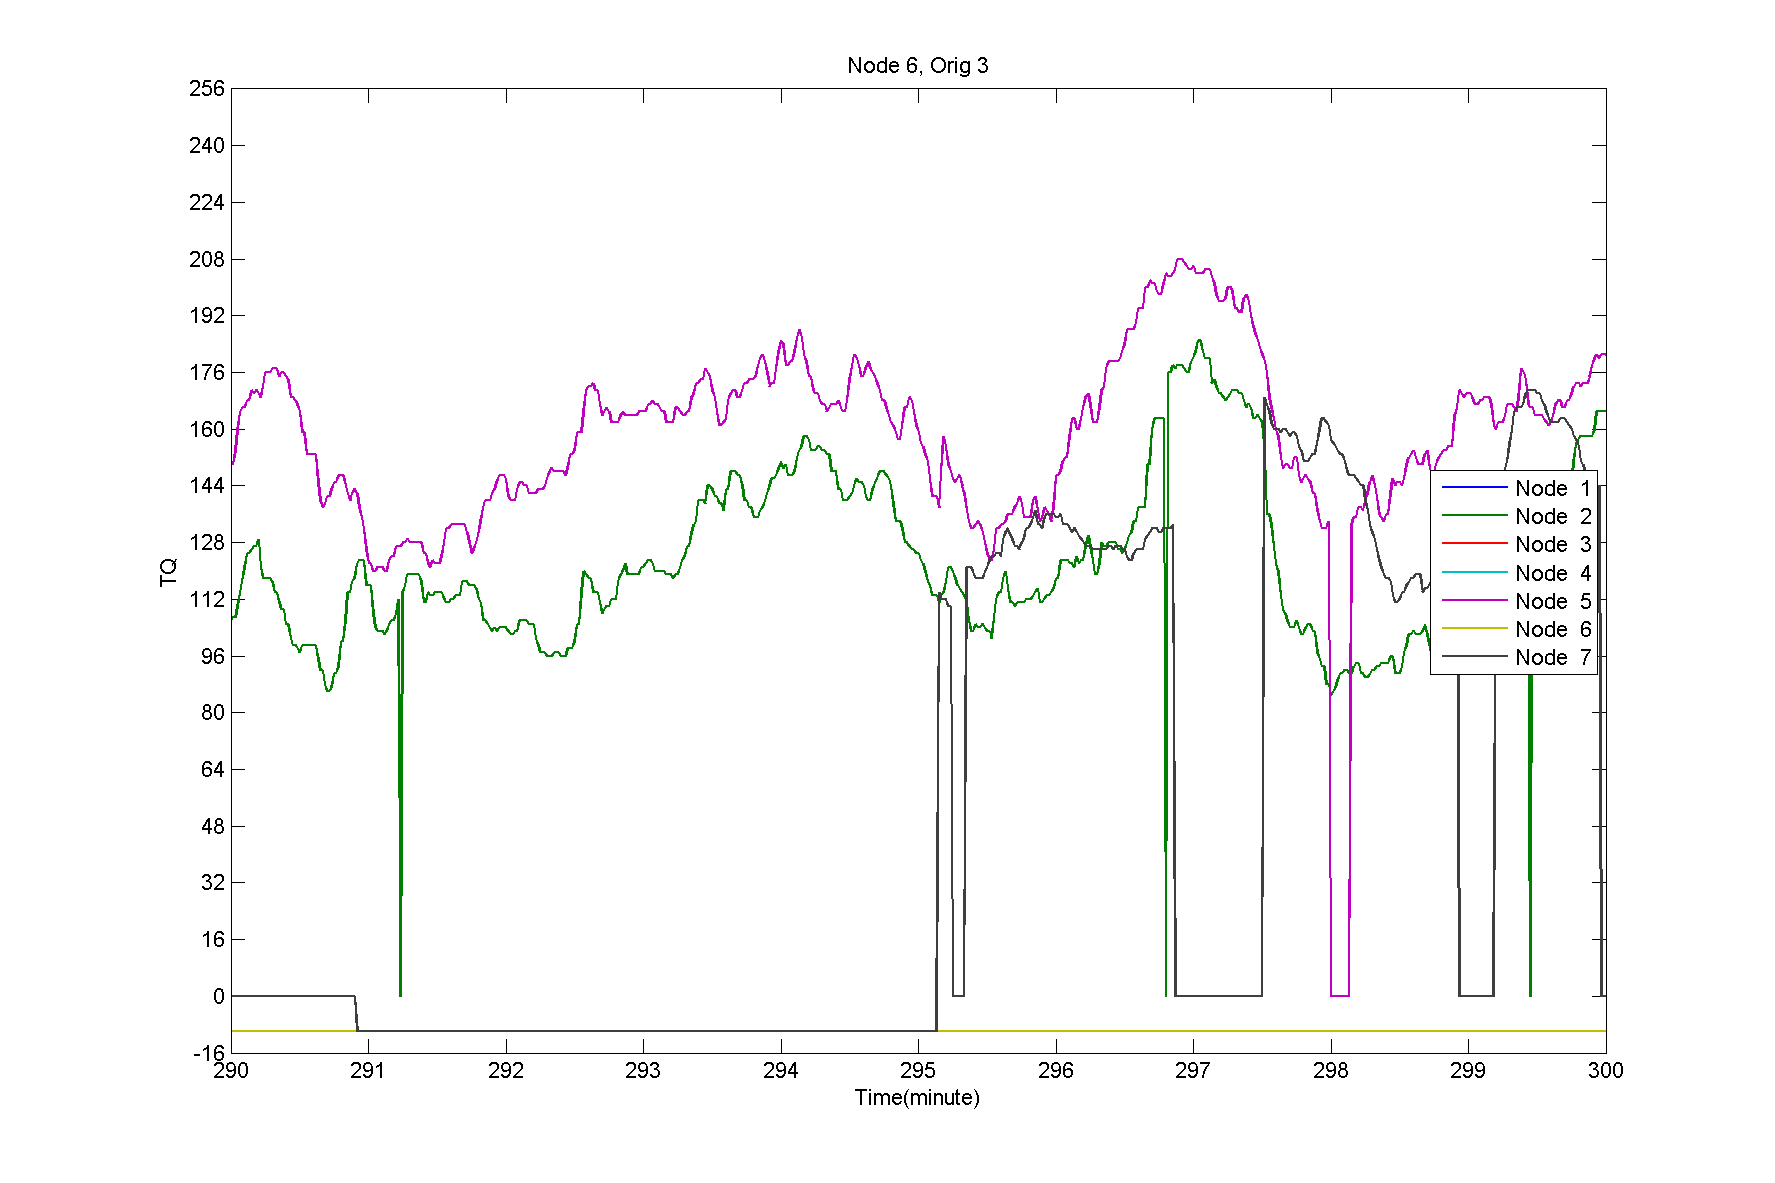 Node 6, Orig 3
256
240
224
208
192
176
160
144
128
112
96
80
64
48
32
16
0
-16
TQ
Node 1
Node 2
Node 3
Node 4
Node 5
Node 6
Node 7
290 291 292 293 294 295 296 297 298 299 300
Time(minute)